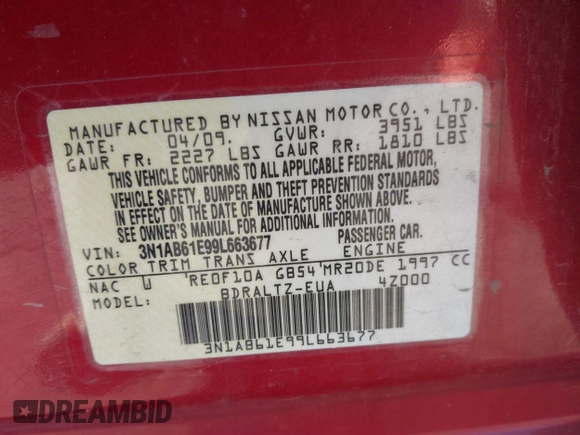 MANUFACTURED BY NISSAN MOTOR CO., LTD.
DATE: 04/09. GVWR: 3951 LBS
GAWR FR: 2227 LBS GAWR RR: 1810 LBS
THIS VEHICLE CONFORMS TO ALL APPLICABLE FEDERAL MOTOR,
VEHICLE SAFETY, BUMPER AND THEFT PREVENTION STANDARDS
IN EFFECT ON THE DATE OF MANUFACTURE SHOWN ABOVE.
SEE OWNER'S MANUAL FOR ADDITIONAL INFORMATION.
VIN: 3N1AB61E99L663677 PASSENGER CAR.
COLOR TRIM TRANS AXLE ENGINE
NAC W RE0F10A GB54 MR20DE 1997 CC
MODEL: BDRALTZ-EUA 4Z000
3N1AB61E99L663677
DREAMBID